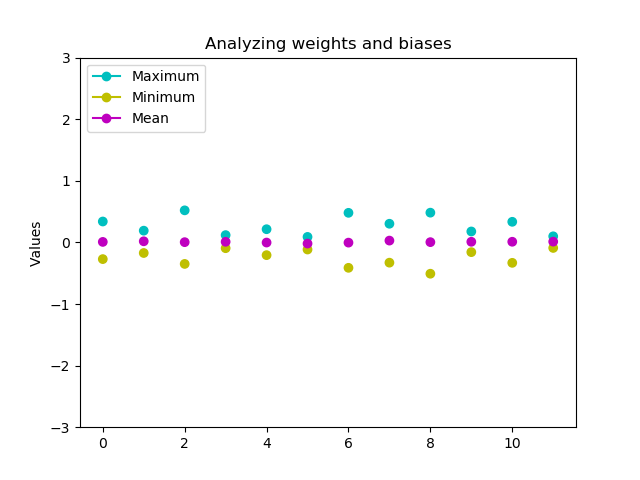 Analyzing weights and biases
Maximum
Minimum
Mean
Values
3
2
1
0
−1
−2
−3
0 2 4 6 8 10